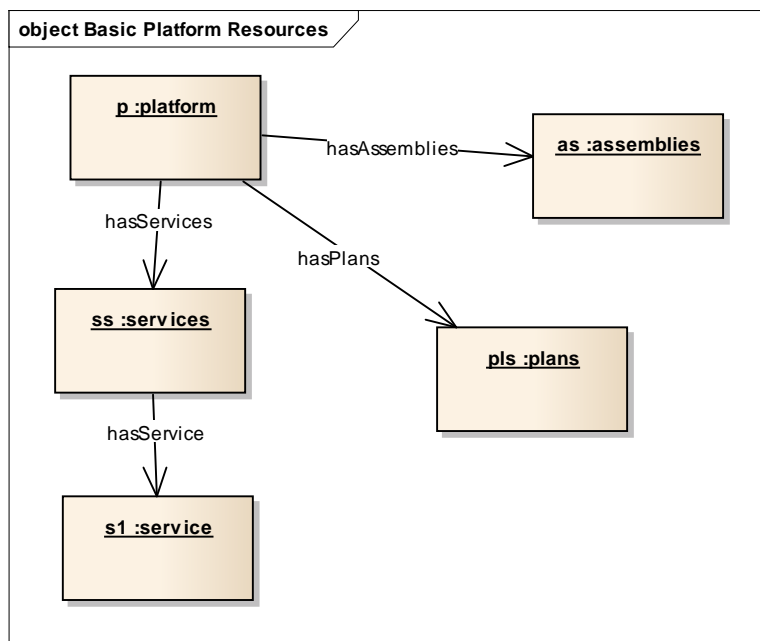 object Basic Platform Resources
p :platform
hasAssemblies
as :assemblies
hasServices
hasPlans
ss :services
pls :plans
hasService
s1 :service